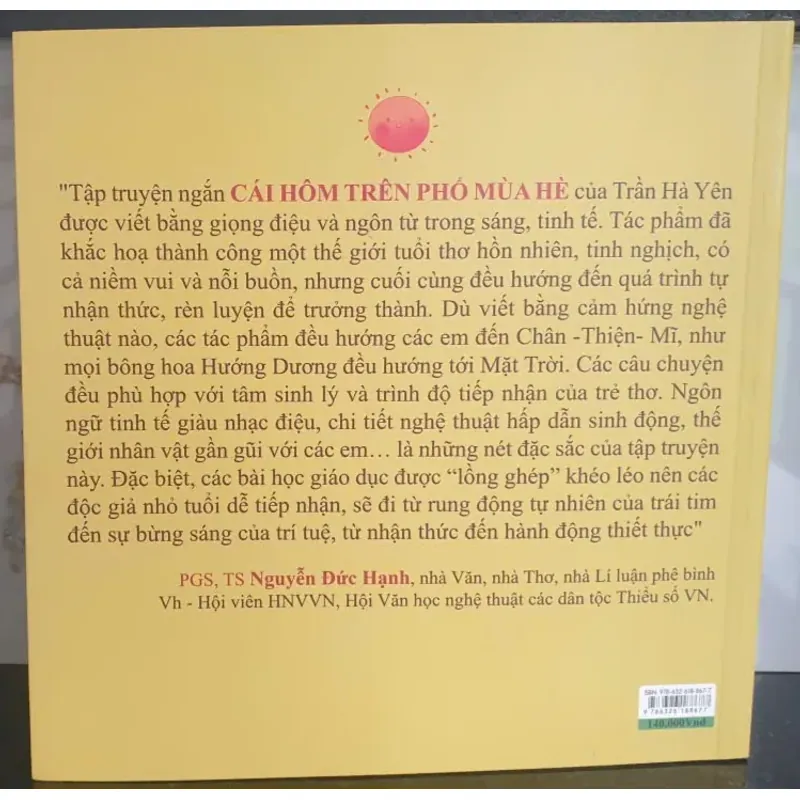 "Tập truyện ngắn CÁI HÔM TRÊN PHỐ MÙA HÈ của Trần Hà Yên
được viết bằng giọng điệu và ngôn từ trong sáng, tinh tế. Tác phẩm đã
khắc hoạ thành công một thế giới tuổi thơ hồn nhiên, tinh nghịch, có
cả niềm vui và nỗi buồn, nhưng cuối cùng đều hướng đến quá trình tự
nhận thức, rèn luyện để trưởng thành. Dù viết bằng cảm hứng nghệ
thuật nào, các tác phẩm đều hướng các em đến Chân -Thiện- Mĩ, như
mọi bông hoa Hướng Dương đều hướng tới Mặt Trời. Các câu chuyện
đều phù hợp với tâm sinh lý và trình độ tiếp nhận của trẻ thơ. Ngôn
ngữ tinh tế giàu nhạc điệu, chi tiết nghệ thuật hấp dẫn sinh động, thế
giới nhân vật gần gũi với các em… là những nét đặc sắc của tập truyện
này. Đặc biệt, các bài học giáo dục được “lồng ghép” khéo léo nên các
độc giả nhỏ tuổi dễ tiếp nhận, sẽ đi từ rung động tự nhiên của trái tim
đến sự bừng sáng của trí tuệ, từ nhận thức đến hành động thiết thực"
PGS, TS Nguyễn Đức Hạnh, nhà Văn, nhà Thơ, nhà Lí luận phê bình
Vh - Hội viên HNVVN, Hội Văn học nghệ thuật các dân tộc Thiểu số VN.
140,000Vnđ